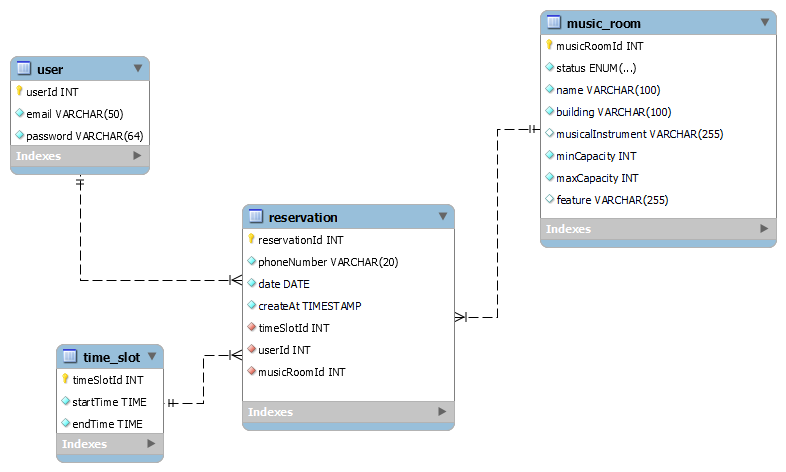 user
userId INT
email VARCHAR(50)
password VARCHAR(64)
Indexes
music_room
musicRoomId INT
status ENUM(...)
name VARCHAR(100)
building VARCHAR(100)
musicalInstrument VARCHAR(255)
minCapacity INT
maxCapacity INT
feature VARCHAR(255)
Indexes
reservation
reservationId INT
phoneNumber VARCHAR(20)
date DATE
createAt TIMESTAMP
timeSlotId INT
userId INT
musicRoomId INT
Indexes
time_slot
timeSlotId INT
startTime TIME
endTime TIME
Indexes